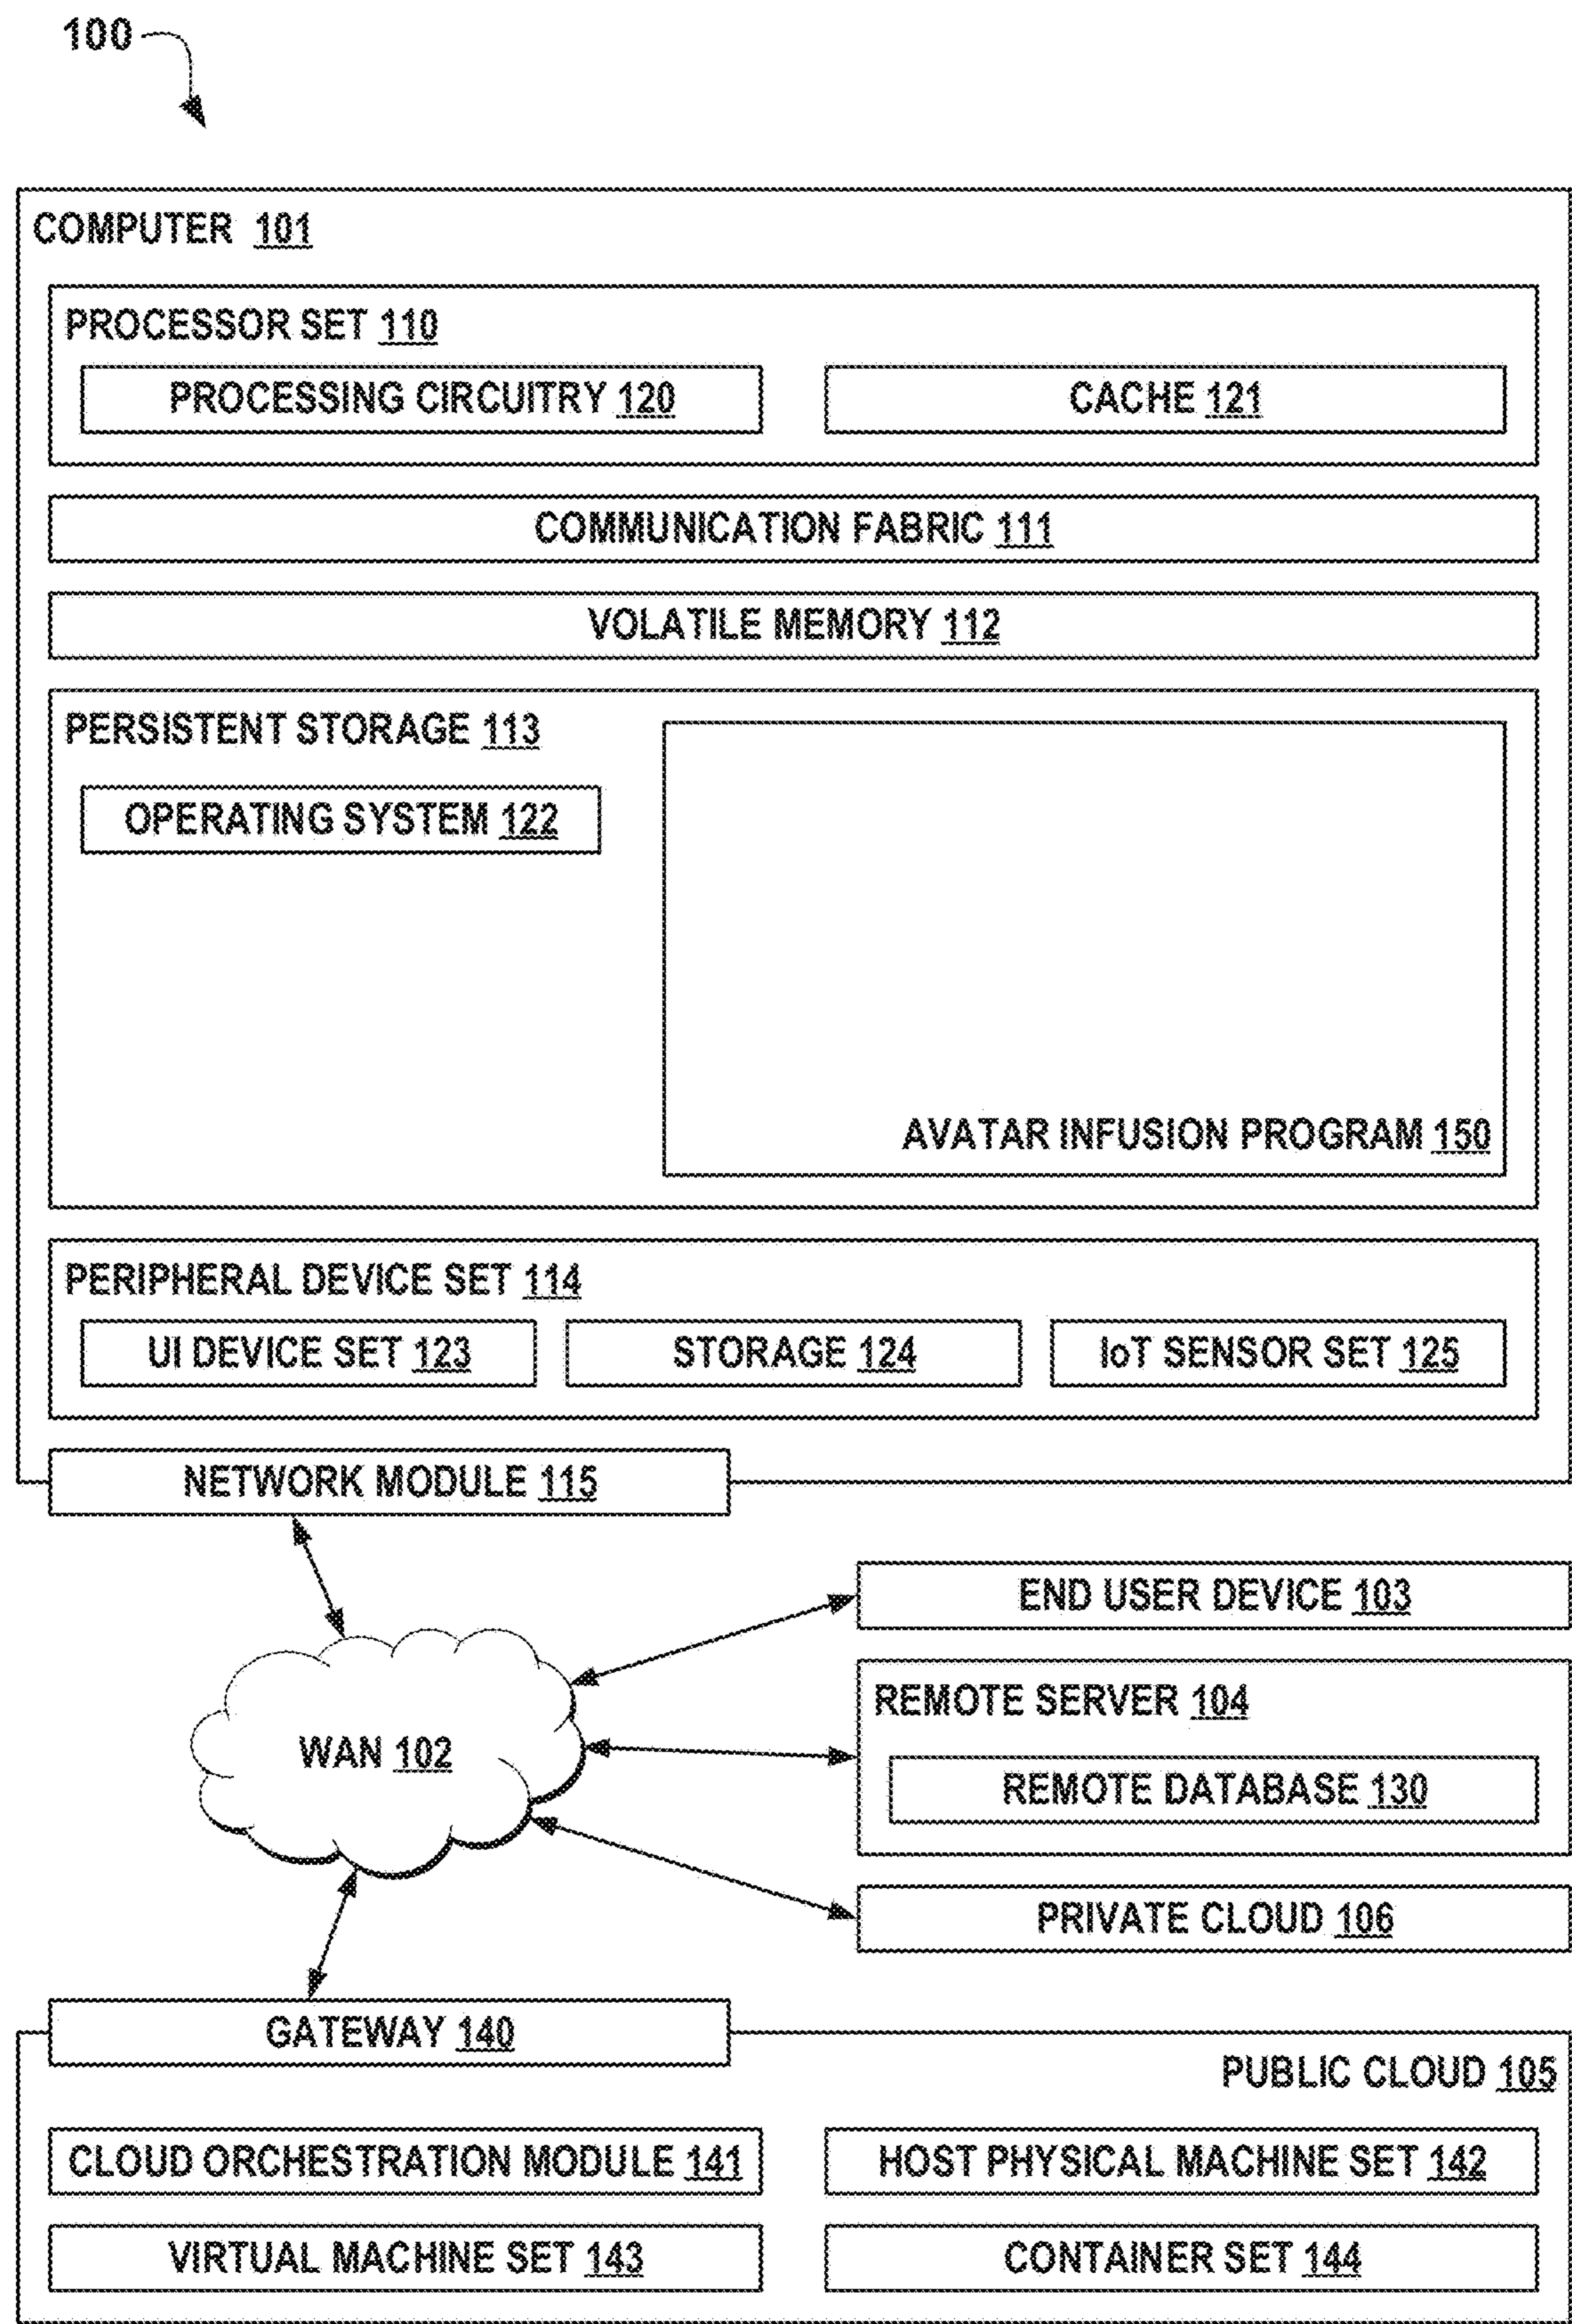 100
COMPUTER 101
PROCESSOR SET 110
PROCESSING CIRCUITRY 120
CACHE 121
COMMUNICATION FABRIC 111
VOLATILE MEMORY 112
PERSISTENT STORAGE 113
OPERATING SYSTEM 122
AVATAR INFUSION PROGRAM 150
PERIPHERAL DEVICE SET 114
UI DEVICE SET 123
STORAGE 124
IoT SENSOR SET 125
NETWORK MODULE 115
END USER DEVICE 103
REMOTE SERVER 104
WAN 102
REMOTE DATABASE 130
PRIVATE CLOUD 106
GATEWAY 140
PUBLIC CLOUD 105
CLOUD ORCHESTRATION MODULE 141
HOST PHYSICAL MACHINE SET 142
VIRTUAL MACHINE SET 143
CONTAINER SET 144